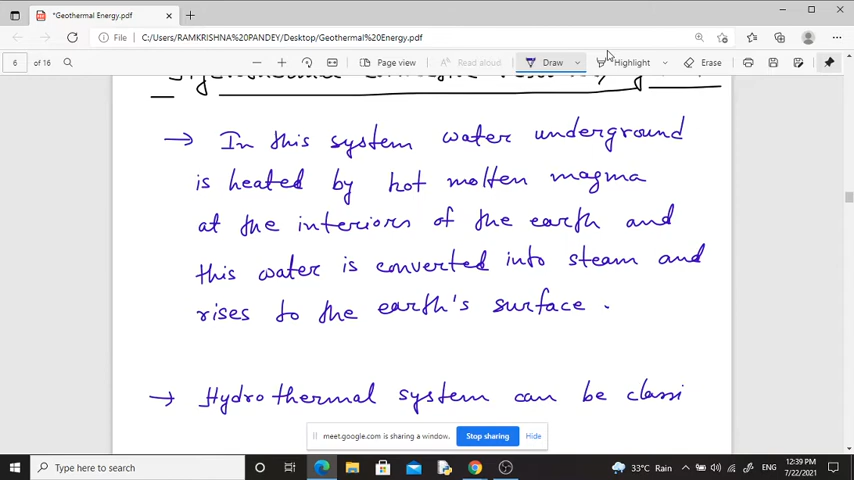 *Geothermal Energy.pdf
File C:/Users/RAMKRISHNA%20PANDEY/Desktop/Geothermal%20Energy.pdf
6 of 16 Page view Read aloud Draw Highlight Erase
→ In this system water underground
is heated by hot molten magma
at the interiors of the earth and
this water is converted into steam and
rises to the earth's surface.
→ Hydrothermal system can be classi
meet.google.com is sharing a window. Stop sharing Hide
Type here to search 33°C Rain ENG 12:39 PM
7/22/2021